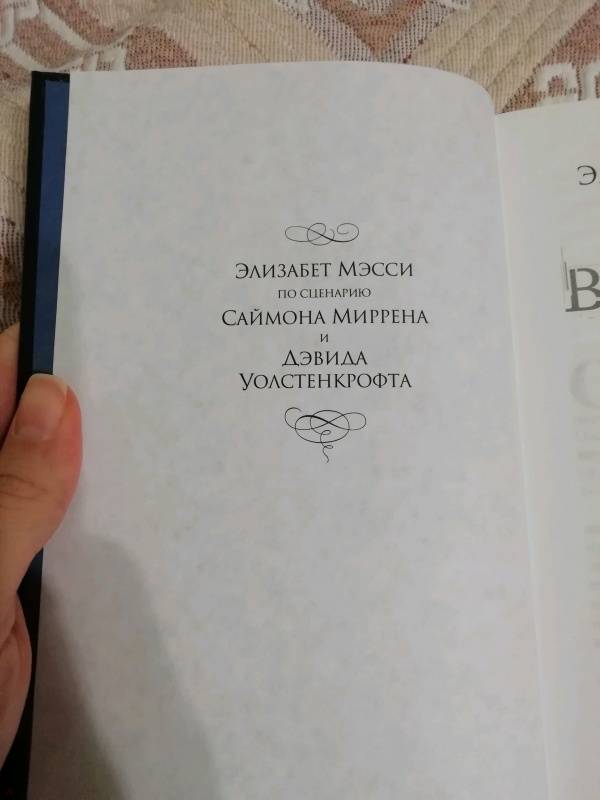 Элизабет Мэсси
по сценарию
Саймона Миррена
и
Дэвида
Уолстенкрофта